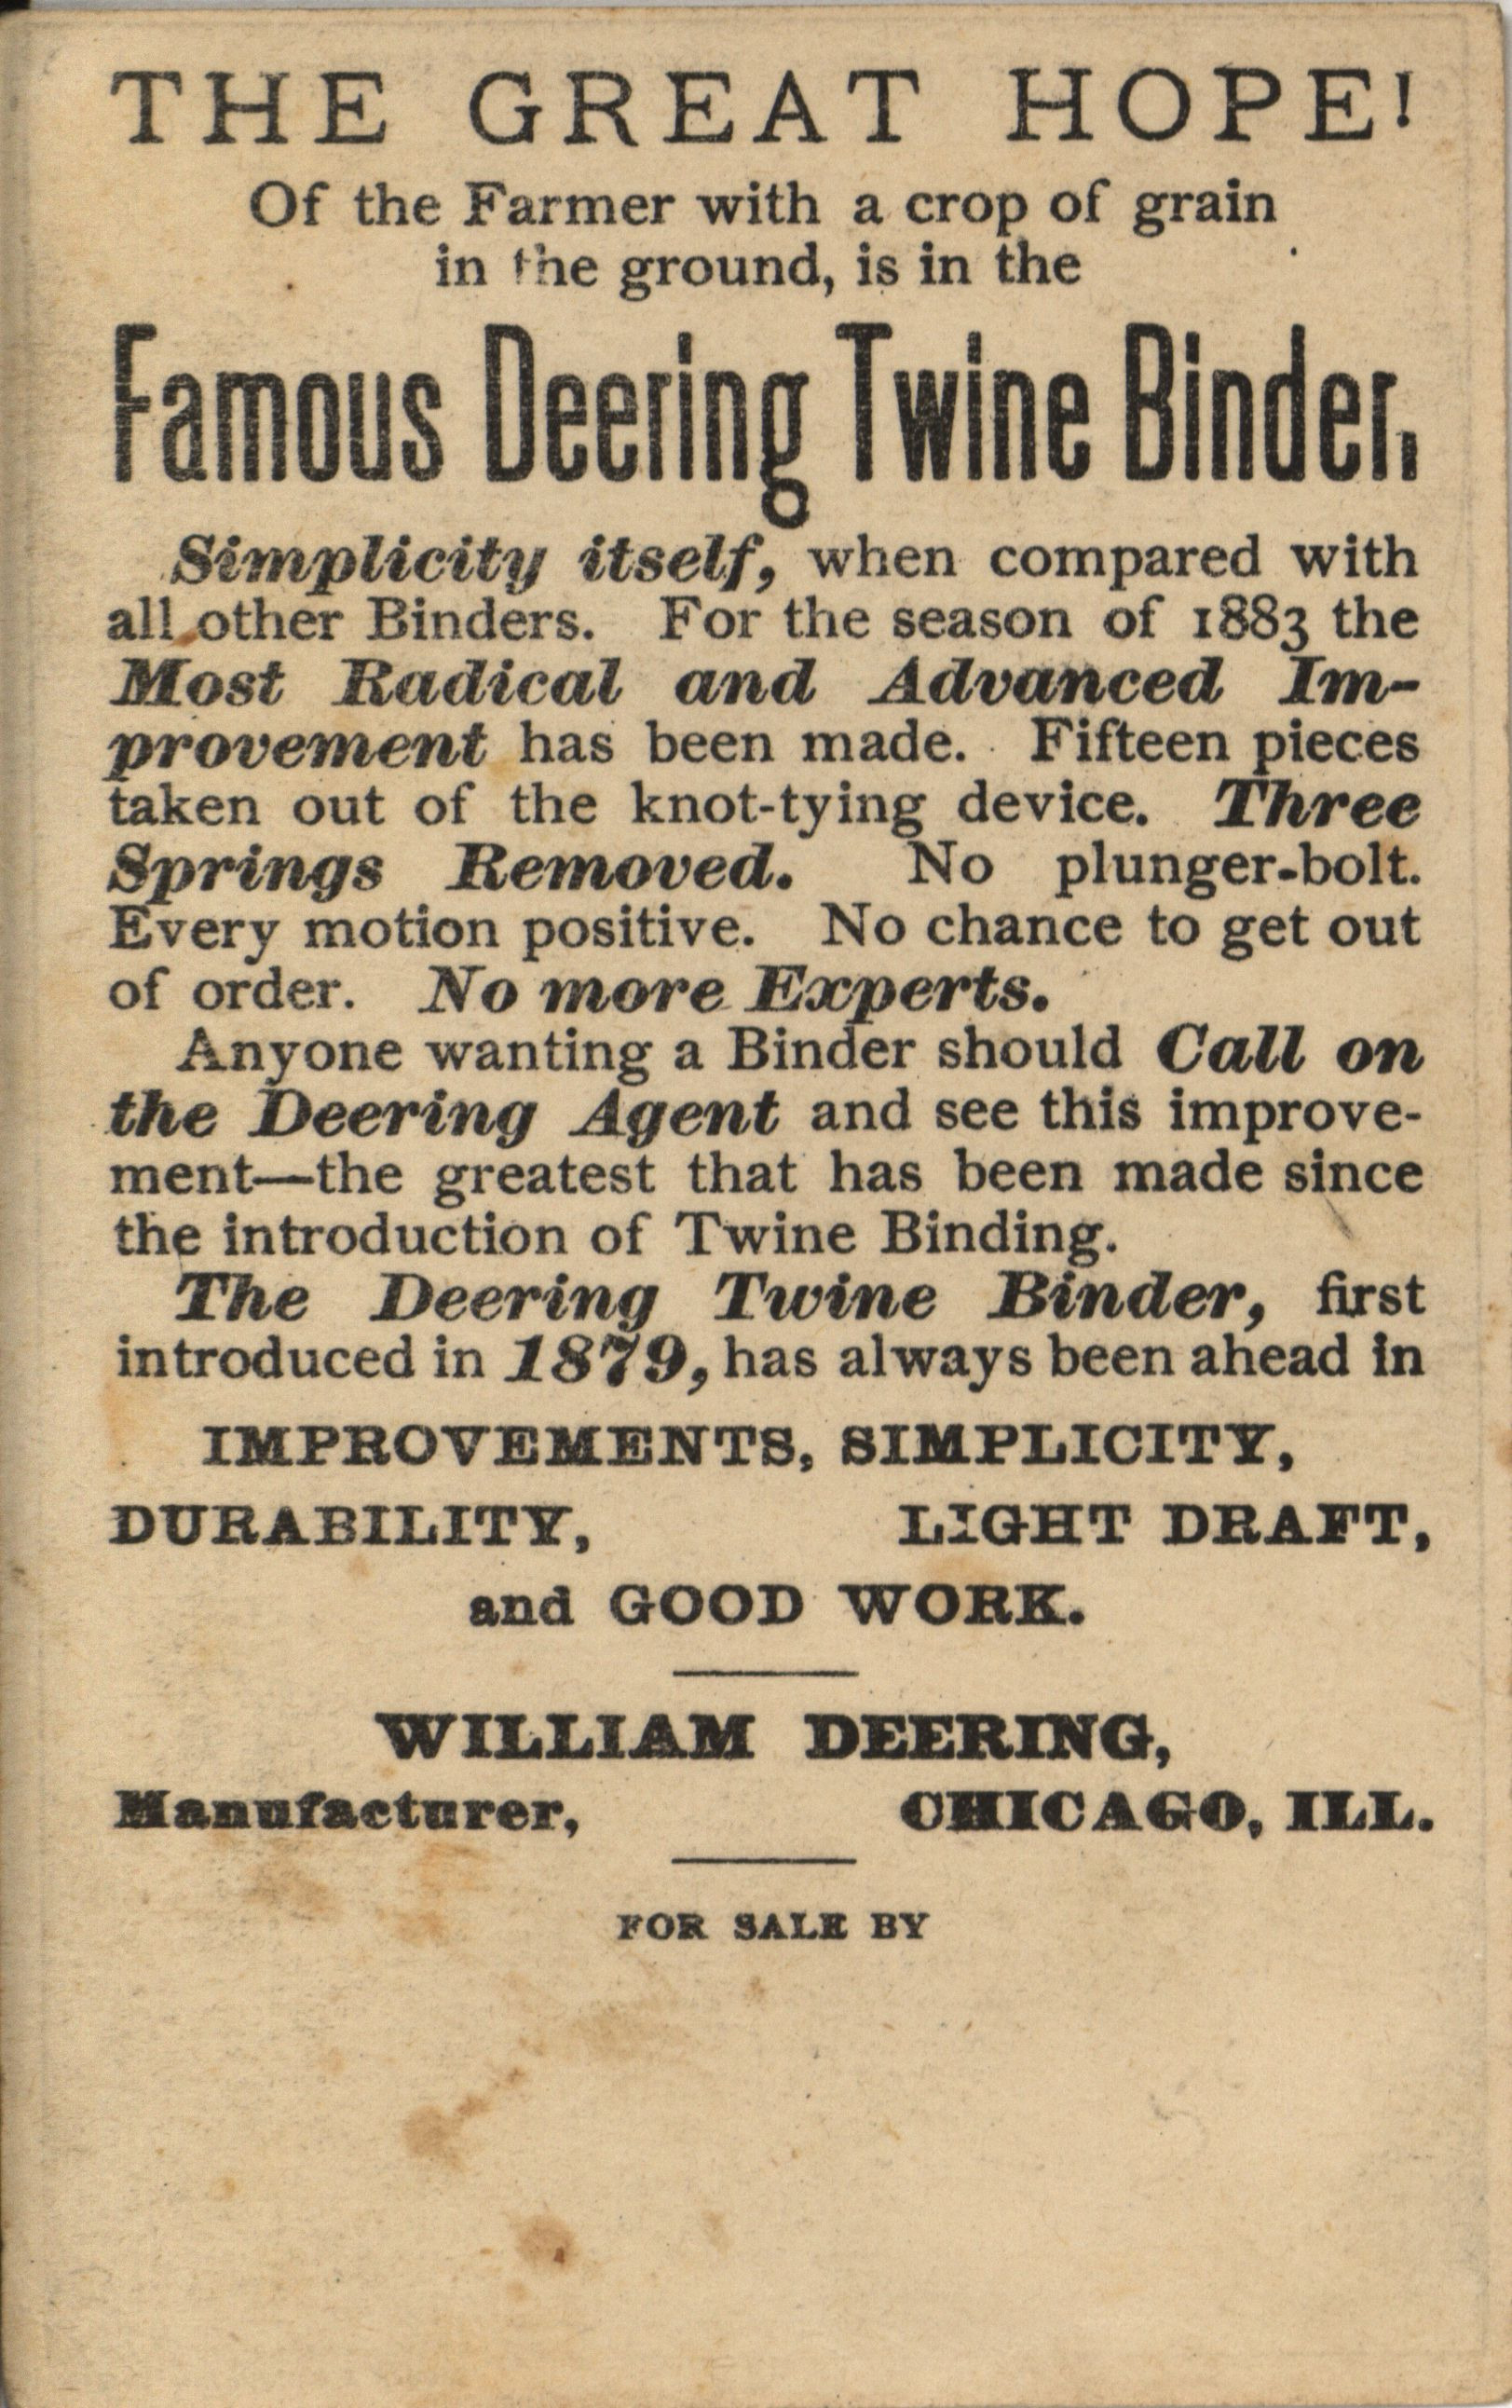 THE GREAT HOPE!
Of the Farmer with a crop of grain
in the ground, is in the
Famous Deering Twine Binder,
Simplicity itself, when compared with
all other Binders. For the season of 1883 the
Most Radical and Advanced Im-
provement has been made. Fifteen pieces
taken out of the knot-tying device. Three
Springs Removed. No plunger-bolt.
Every motion positive. No chance to get out
of order. No more Experts.
Anyone wanting a Binder should Call on
the Deering Agent and see this improve-
ment—the greatest that has been made since
the introduction of Twine Binding.
The Deering Twine Binder, first
introduced in 1879, has always been ahead in
IMPROVEMENTS, SIMPLICITY,
DURABILITY, LIGHT DRAFT,
and GOOD WORK.
WILLIAM DEERING,
Manufacturer, CHICAGO, ILL.
FOR SALE BY